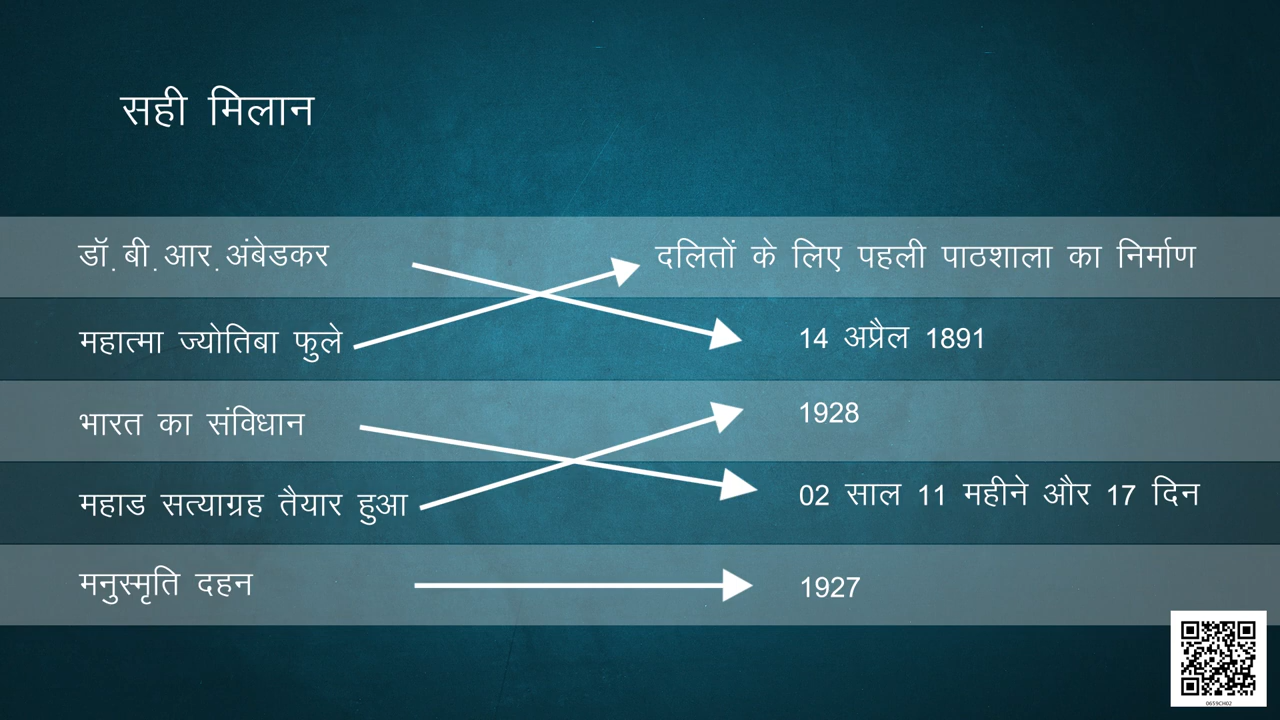 सही मिलान
डॉ.बी.आर.अंबेडकर
दलितों के लिए पहली पाठशाला का निर्माण
महात्मा ज्योतिबा फुले
14 अप्रैल 1891
भारत का संविधान
1928
महाड सत्याग्रह तैयार हुआ
02 साल 11 महीने और 17 दिन
मनुस्मृति दहन
1927
0659CH02